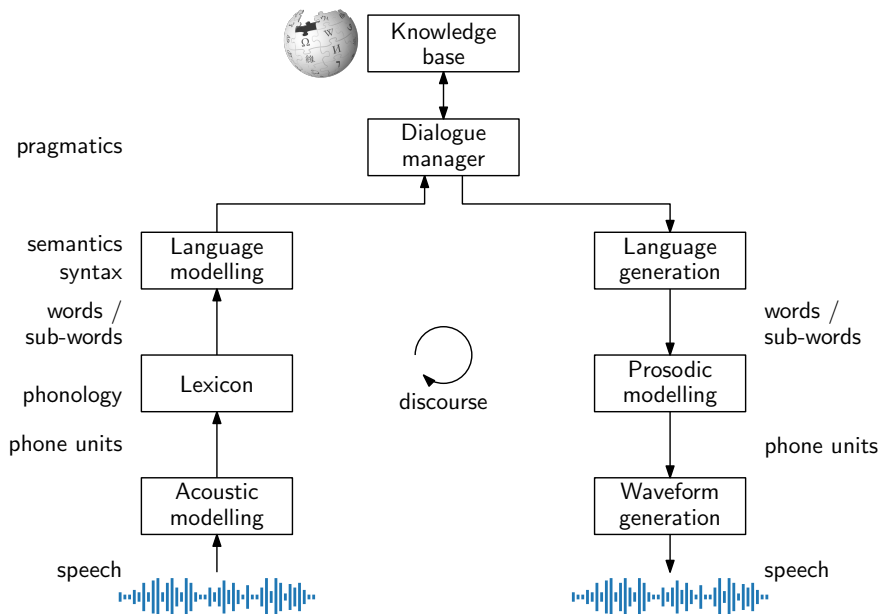 Knowledge
base
pragmatics
Dialogue
manager
semantics
syntax
Language
modelling
Language
generation
words /
sub-words
words /
sub-words
phonology
Lexicon
discourse
Prosodic
modelling
phone units
phone units
Acoustic
modelling
Waveform
generation
speech
speech